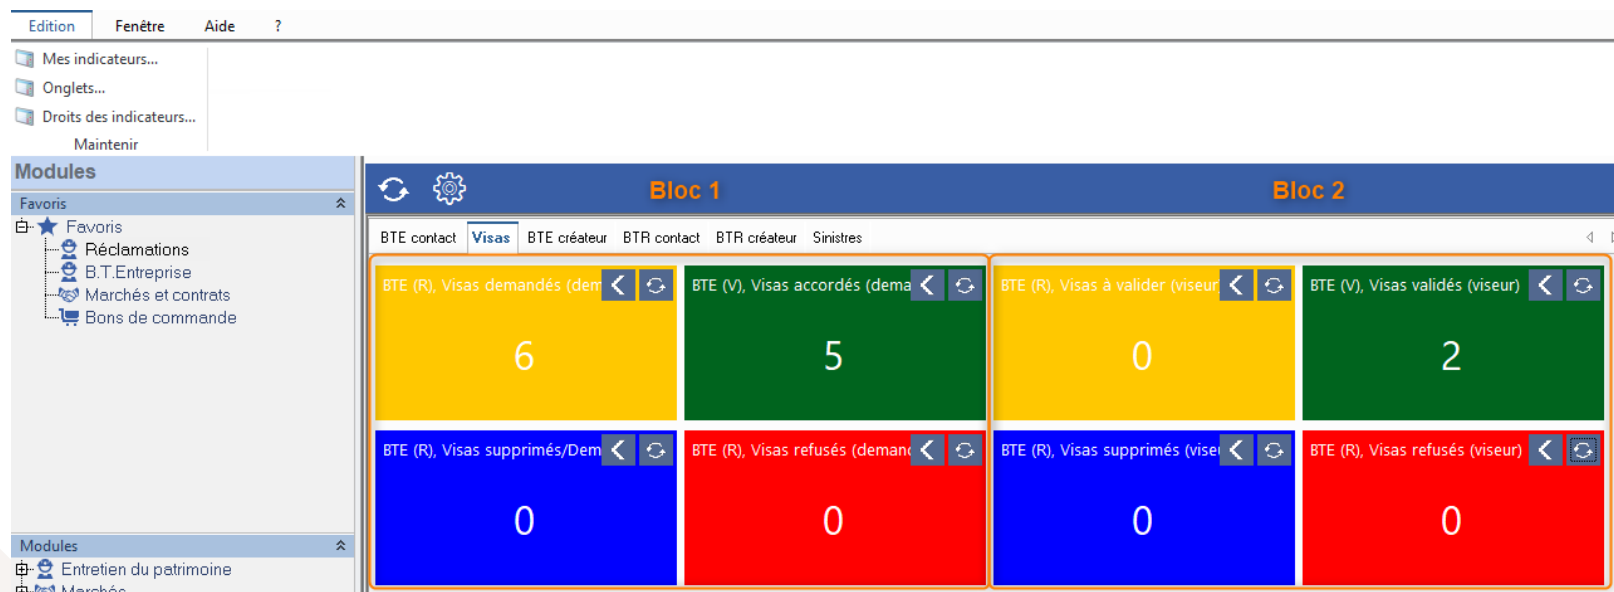 Edition Fenêtre Aide ?
Mes indicateurs...
Onglets...
Droits des indicateurs...
Maintenir
Modules
Favoris
Favoris
Réclamations
B.T.Entreprise
Marchés et contrats
Bons de commande
Modules
Entretien du patrimoine
Marchés
Bloc 1 Bloc 2
BTE contact Visas BTE créateur BTR contact BTR créateur Sinistres
BTE (R), Visas demandés (dem
6
BTE (V), Visas accordés (dema
5
BTE (R), Visas à valider (viseur
0
BTE (V), Visas validés (viseur)
2
BTE (R), Visas supprimés/Dem
0
BTE (R), Visas refusés (demand
0
BTE (R), Visas supprimés (viseu
0
BTE (R), Visas refusés (viseur)
0